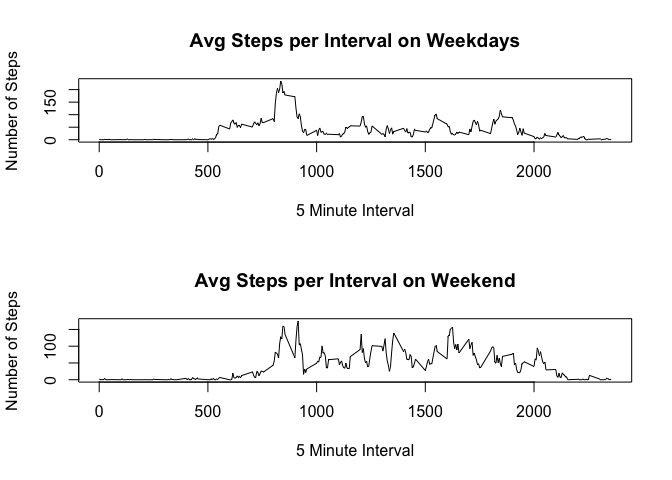 Avg Steps per Interval on Weekdays
Number of Steps
150
0
0 500 1000 1500 2000
5 Minute Interval
Avg Steps per Interval on Weekend
Number of Steps
100
0
0 500 1000 1500 2000
5 Minute Interval